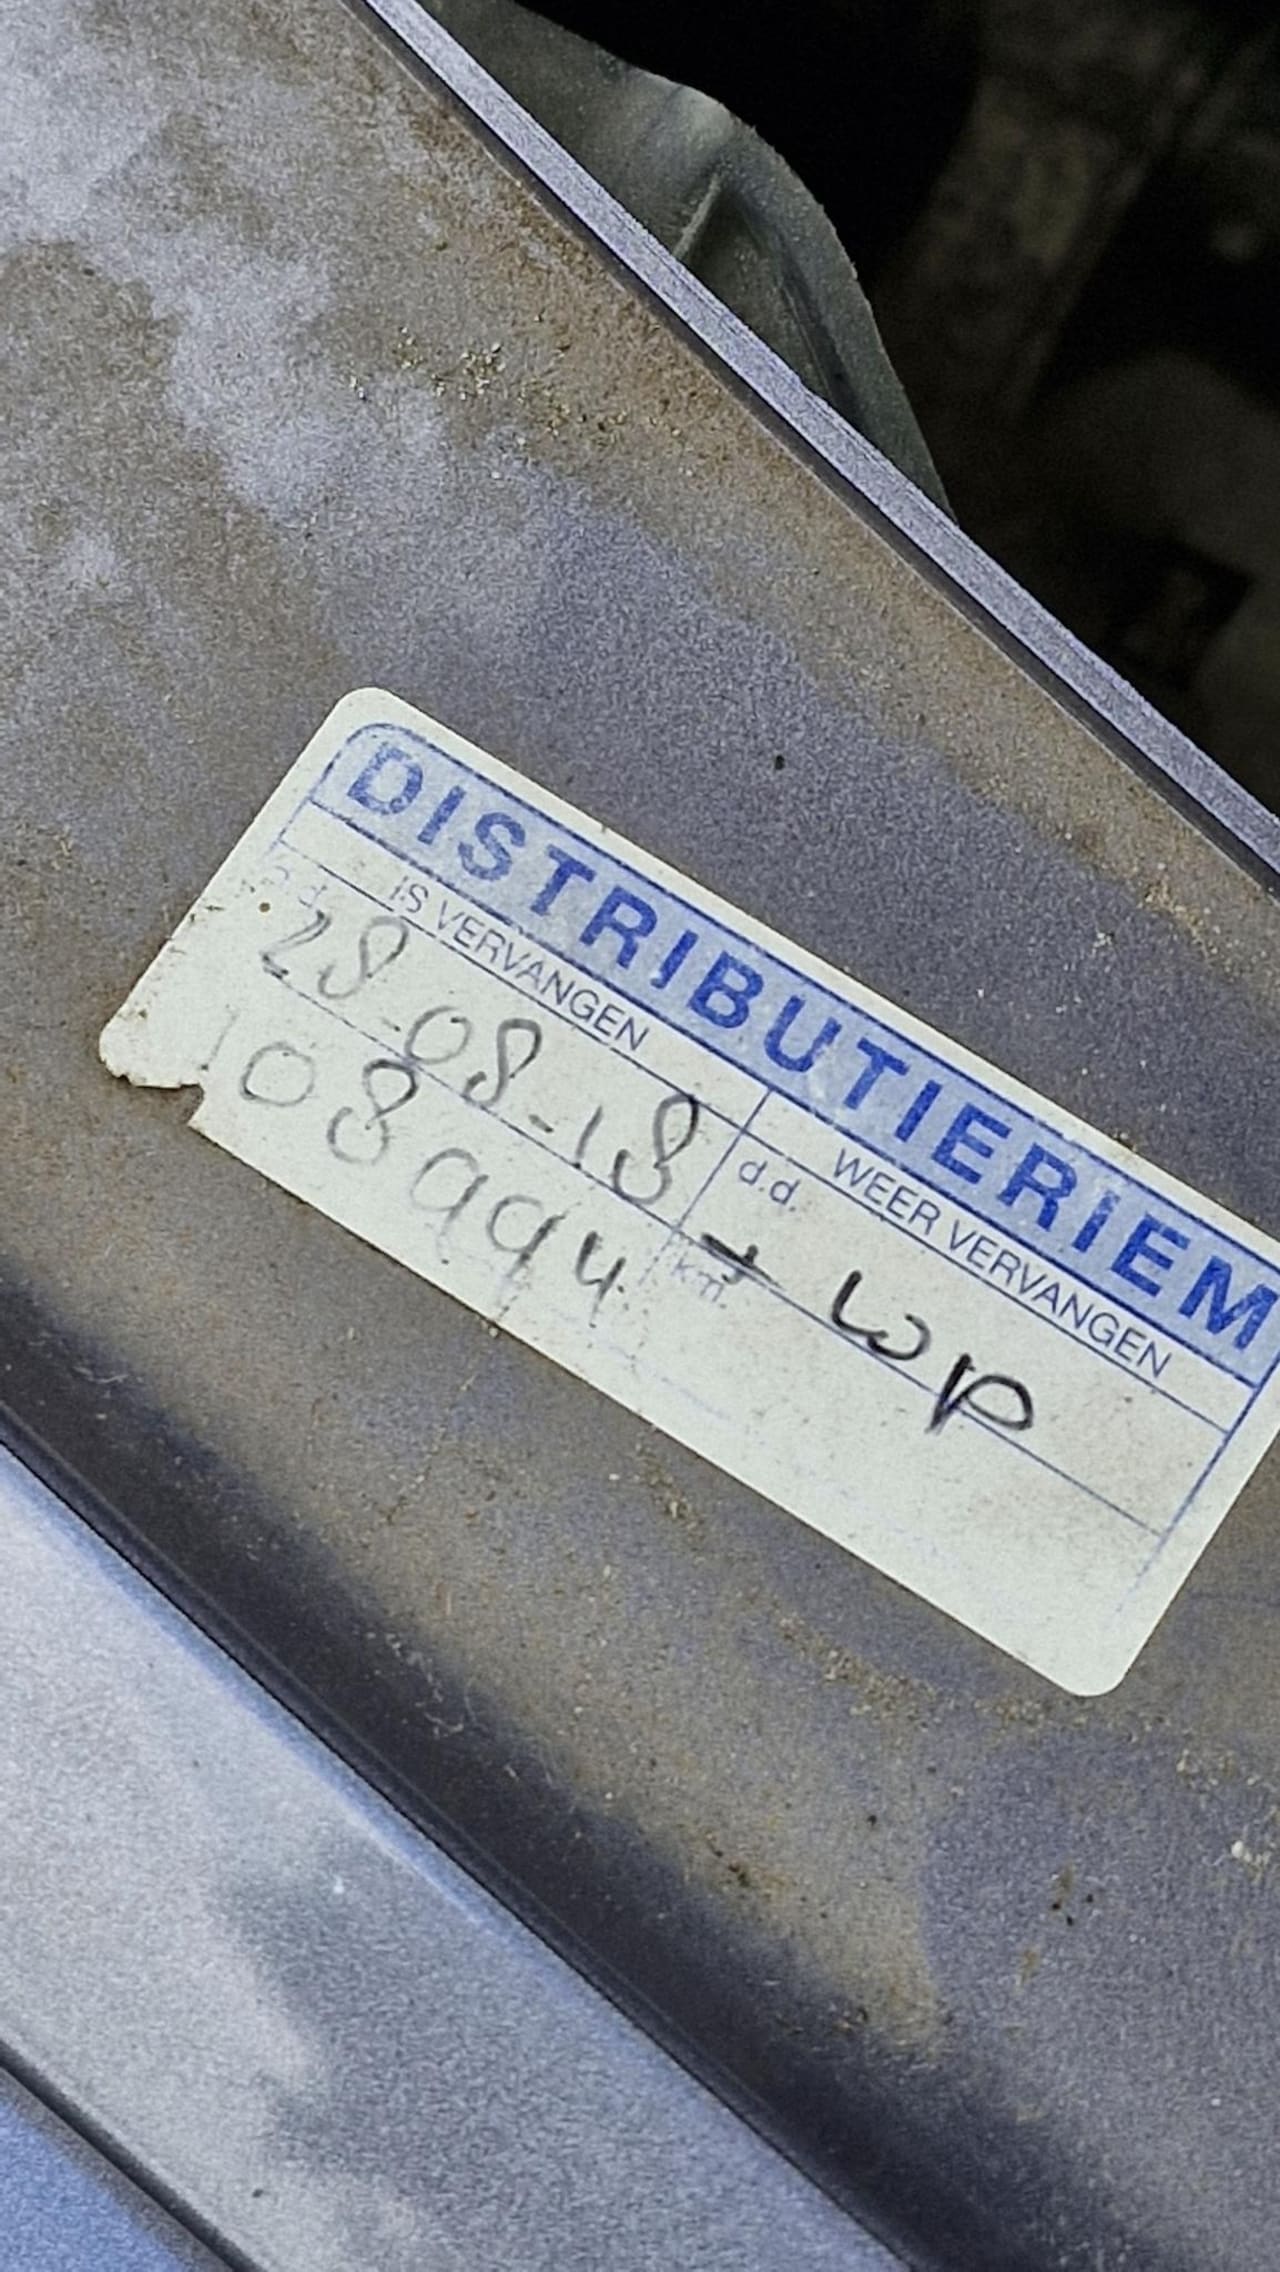 DISTRIBUTIERIEM
IS VERVANGEN
WEER VERVANGEN
d.d.
28-08-18
d.d.
+ wp
108994
km.